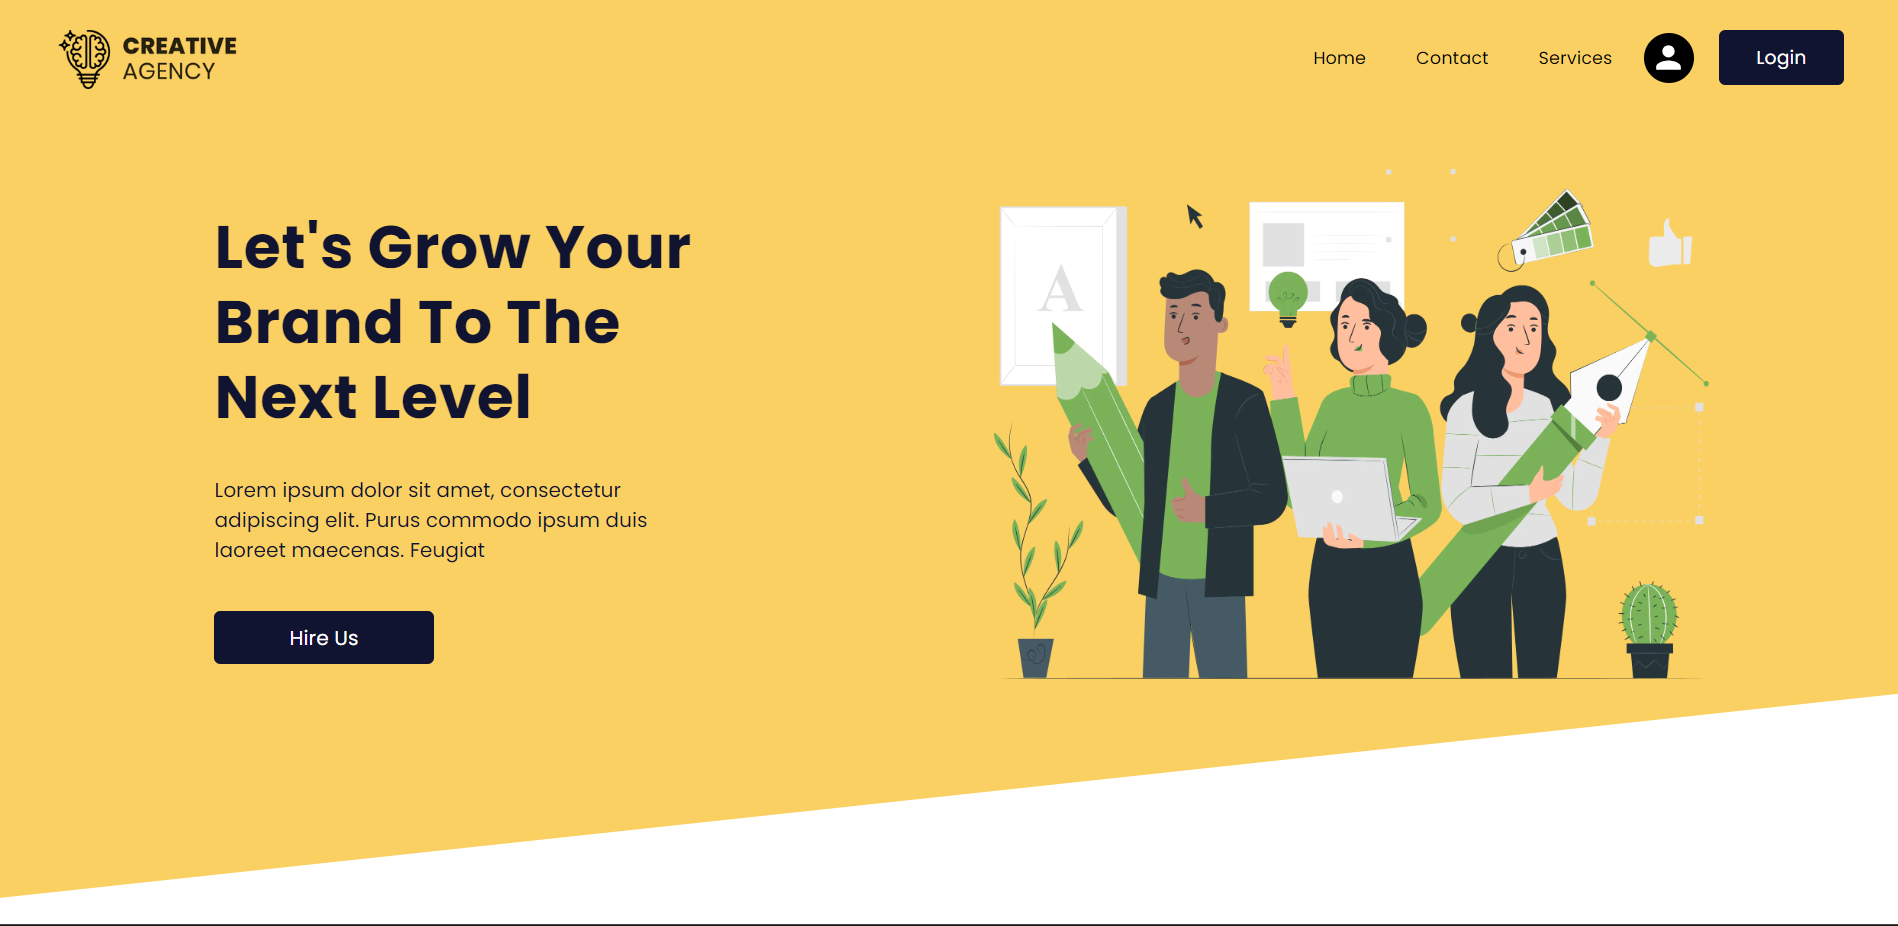 CREATIVE
AGENCY
Home Contact Services Login
Let's Grow Your
Brand To The
Next Level
Lorem ipsum dolor sit amet, consectetur
adipiscing elit. Purus commodo ipsum duis
laoreet maecenas. Feugiat
Hire Us
A